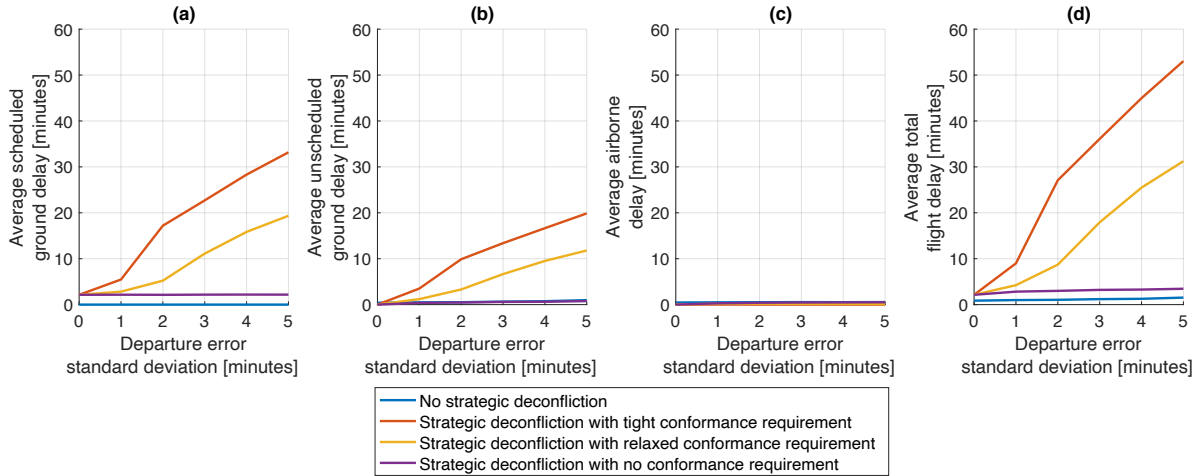 (a)
Average scheduled
ground delay [minutes]
60
50
40
30
20
10
0
0 1 2 3 4 5
Departure error
standard deviation [minutes]
(b)
Average unscheduled
ground delay [minutes]
60
50
40
30
20
10
0
0 1 2 3 4 5
Departure error
standard deviation [minutes]
(c)
Average airborne
delay [minutes]
60
50
40
30
20
10
0
0 1 2 3 4 5
Departure error
standard deviation [minutes]
(d)
Average total
flight delay [minutes]
60
50
40
30
20
10
0
0 1 2 3 4 5
Departure error
standard deviation [minutes]
No strategic deconfliction
Strategic deconfliction with tight conformance requirement
Strategic deconfliction with relaxed conformance requirement
Strategic deconfliction with no conformance requirement